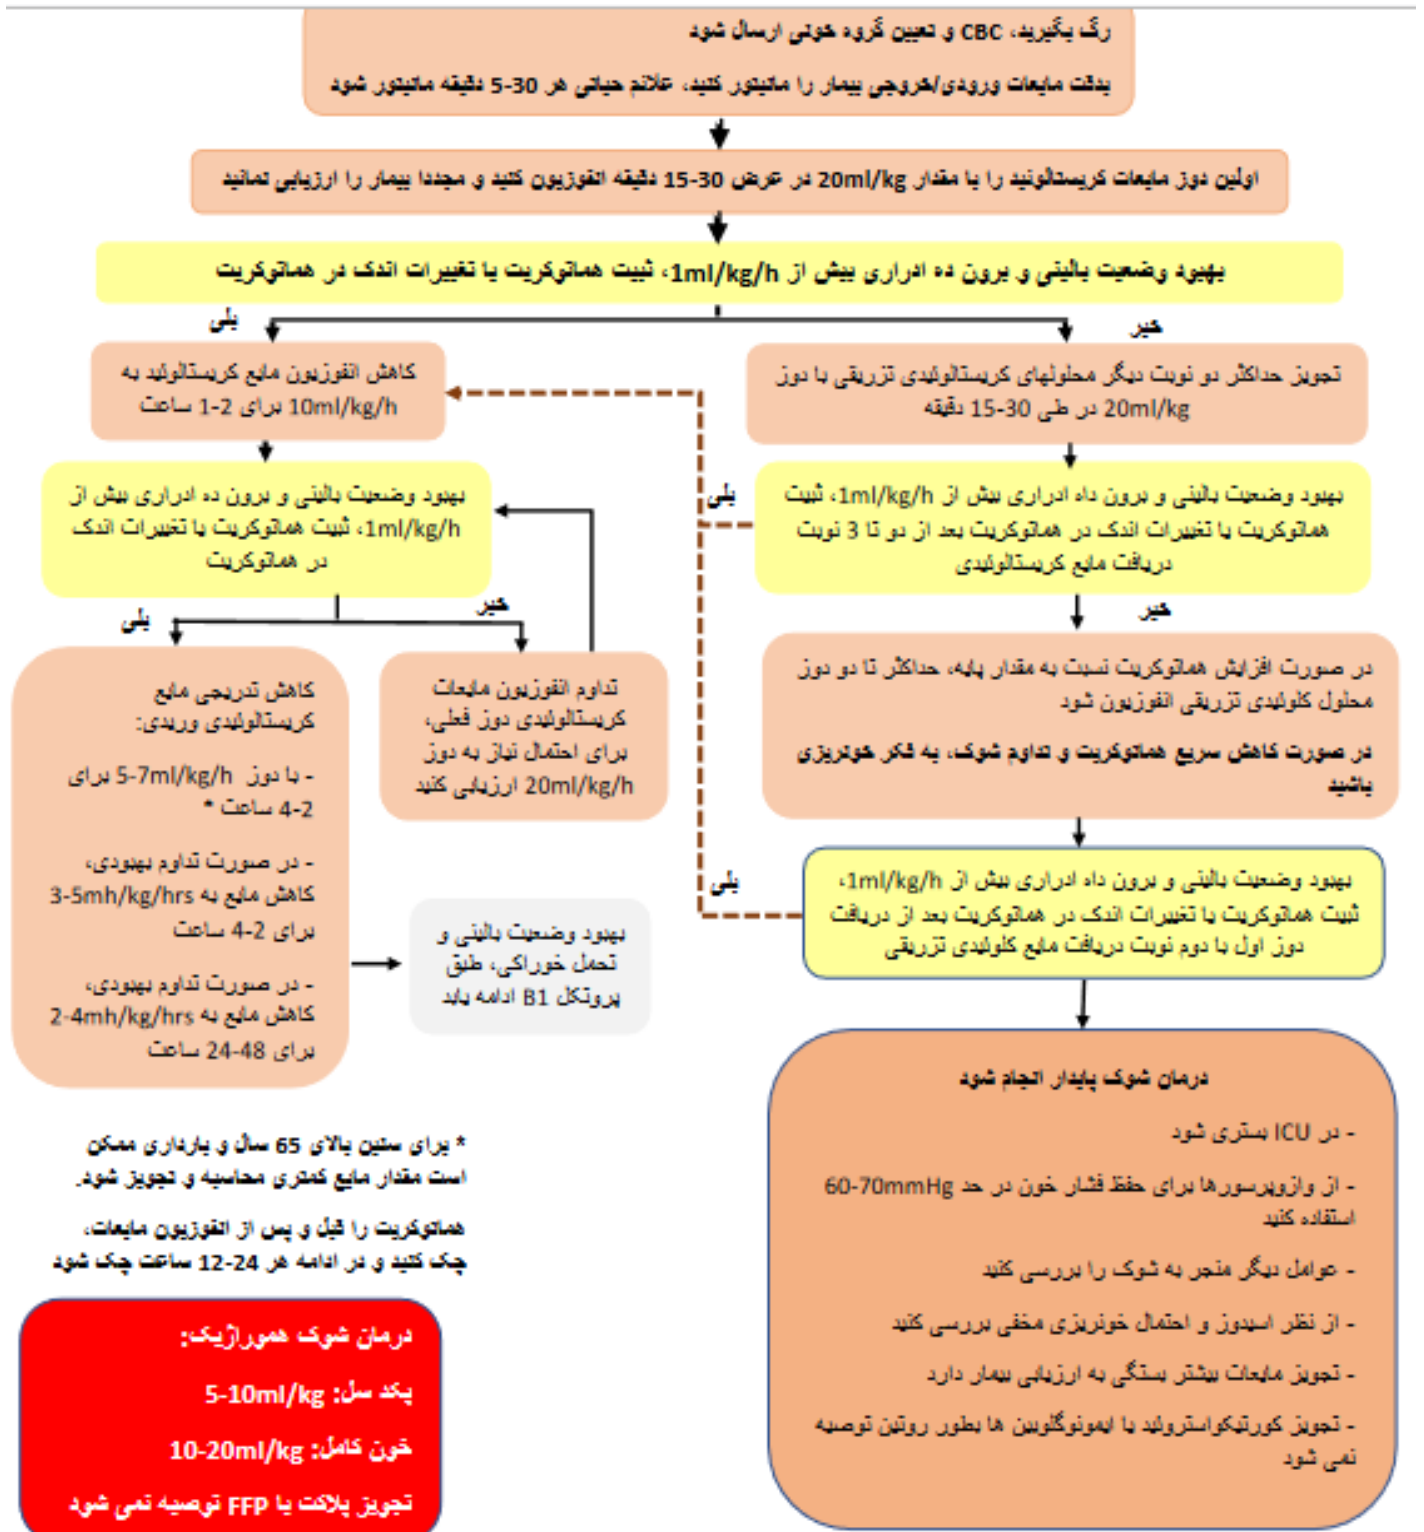 رگ بگیرید، CBC و تعیین گروه خونی ارسال شود
بدقت مایعات ورودی/خروجی بیمار را مانیتور کنید، علائم حیاتی هر 30-5 دقیقه مانیتور شود
اولین دوز مایعات کریستالوئید را با مقدار 20ml/kg در عرض 30-15 دقیقه انفوزیون کنید و مجددا بیمار را ارزیابی نمائید
بهبود وضعیت بالینی و برون ده ادراری بیش از 1ml/kg/h، ثبیت هماتوکریت یا تغییرات اندک در هماتوکریت
خیر
بلی
تجویز حداکثر دو نوبت دیگر محلولهای کریستالوئیدی تزریقی با دوز
20ml/kg در طی 30-15 دقیقه
بهبود وضعیت بالینی و برون داه ادراری بیش از 1ml/kg/h، ثبیت
هماتوکریت یا تغییرات اندک در هماتوکریت بعد از دو تا 3 نوبت
دریافت مایع کریستالوئیدی
بلی
خیر
در صورت افزایش هماتوکریت نسبت به مقدار پایه، حداکثر تا دو دوز
محلول کلوئیدی تزریقی انفوزیون شود
در صورت کاهش سریع هماتوکریت و تداوم شوک، به فکر خونریزی
باشید
بهبود وضعیت بالینی و برون داه ادراری بیش از 1ml/kg/h،
ثبیت هماتوکریت یا تغییرات اندک در هماتوکریت بعد از دریافت
دوز اول یا دوم نوبت دریافت مایع کلوئیدی تزریقی
بلی
درمان شوک پایدار انجام شود
- در ICU بستری شود
- از وازوپرسورها برای حفظ فشار خون در حد 60-70mmHg
استفاده کنید
- عوامل دیگر منجر به شوک را بررسی کنید
- از نظر اسیدوز و احتمال خونریزی مخفی بررسی کنید
- تجویز مایعات بیشتر بستگی به ارزیابی بیمار دارد
- تجویز کورتیکواستروئید یا ایمونوگلوبین ها بطور روتین توصیه
نمی شود
کاهش انفوزیون مایع کریستالوئید به
10ml/kg/h برای 2-1 ساعت
بهبود وضعیت بالینی و برون ده ادراری بیش از
1ml/kg/h، ثبیت هماتوکریت یا تغییرات اندک
در هماتوکریت
خیر
بلی
تداوم انفوزیون مایعات
کریستالوئیدی دوز فعلی،
برای احتمال نیاز به دوز
20ml/kg/h ارزیابی کنید
کاهش تدریجی مایع
کریستالوئیدی وریدی:
- با دوز 5-7ml/kg/h برای
4-2 ساعت *
- در صورت تداوم بهبودی،
کاهش مایع به 3-5mh/kg/hrs
برای 2-4 ساعت
- در صورت تداوم بهبودی،
کاهش مایع به 2-4mh/kg/hrs
برای 48-24 ساعت
بهبود وضعیت بالینی و
تحمل خوراکی، طبق
پروتکل B1 ادامه یابد
* برای سنین بالای 65 سال و بارداری ممکن
است مقدار مایع کمتری محاسبه و تجویز شود.
هماتوکریت را قبل و پس از انفوزیون مایعات،
چک کنید و در ادامه هر 24-12 ساعت چک شود
درمان شوک هموراژیک:
پکد سل: 5-10ml/kg
خون کامل: 10-20ml/kg
تجویز پلاکت یا FFP توصیه نمی شود